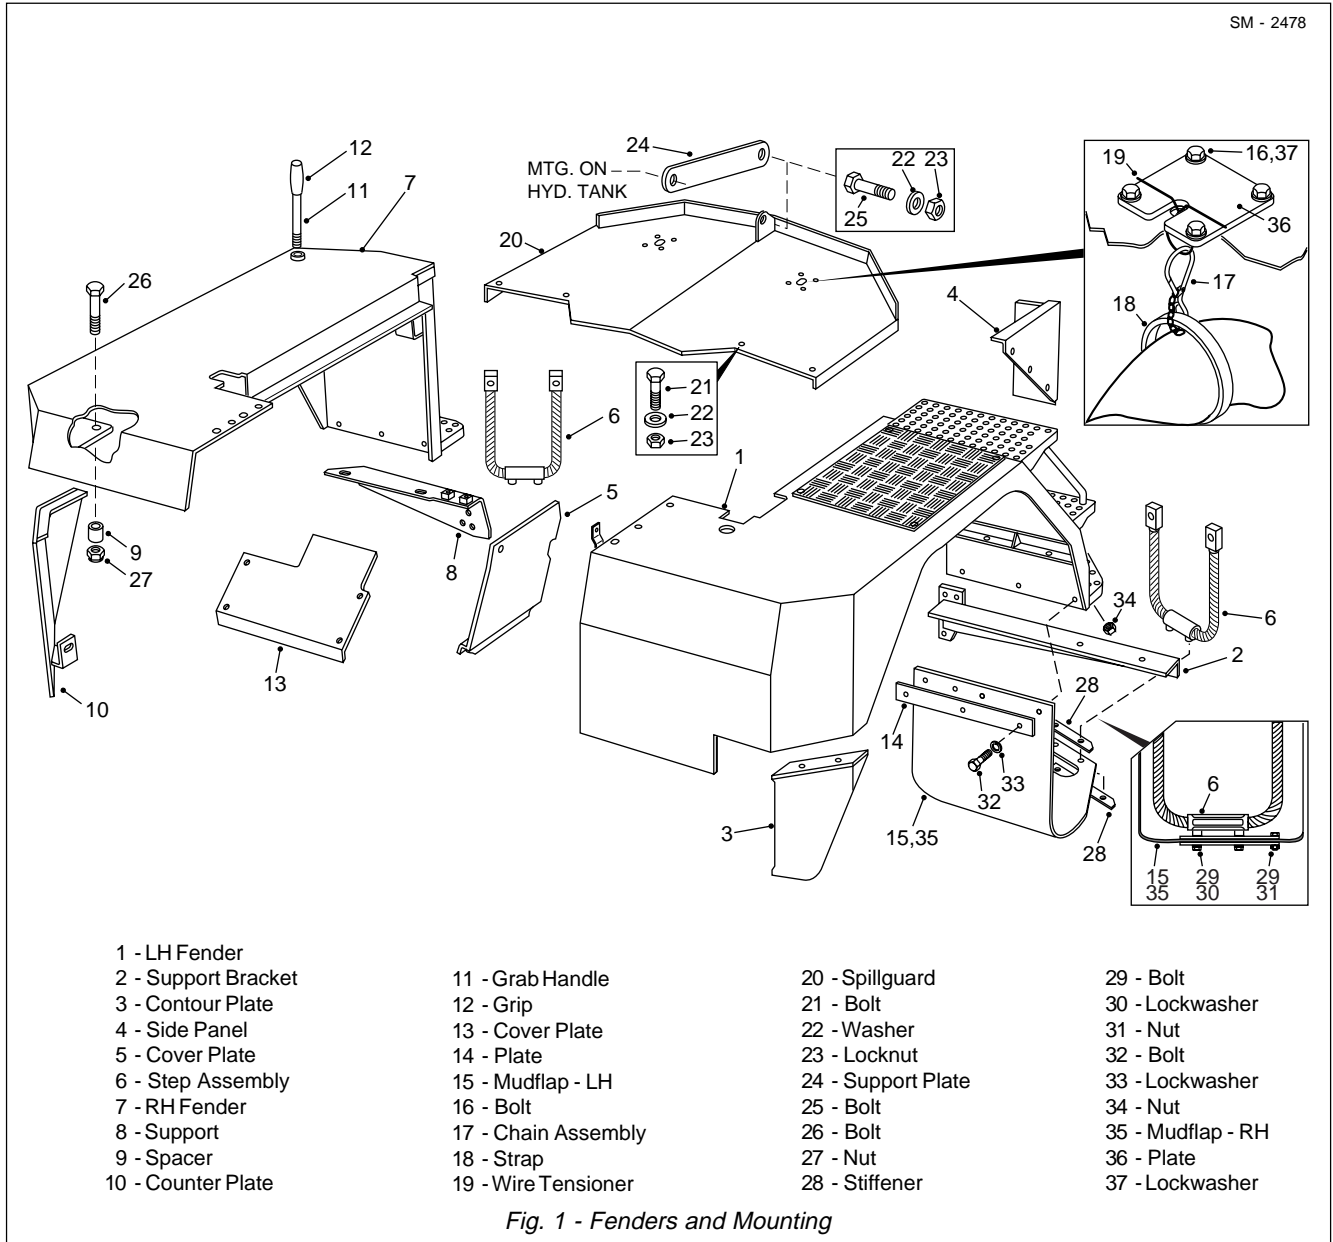 SM - 2478
12
7
11
26
24
MTG. ON
HYD. TANK
22 23
25
20
19
16,37
36
17
18
4
21
22
23
6
1
5
8
9
27
10
13
34
6
2
28
14
33
32
15,35
28
3
6
15 29 29
35 30 31
1 - LH Fender
2 - Support Bracket
3 - Contour Plate
4 - Side Panel
5 - Cover Plate
6 - Step Assembly
7 - RH Fender
8 - Support
9 - Spacer
10 - Counter Plate
11 - Grab Handle
12 - Grip
13 - Cover Plate
14 - Plate
15 - Mudflap - LH
16 - Bolt
17 - Chain Assembly
18 - Strap
19 - Wire Tensioner
20 - Spillguard
21 - Bolt
22 - Washer
23 - Locknut
24 - Support Plate
25 - Bolt
26 - Bolt
27 - Nut
28 - Stiffener
29 - Bolt
30 - Lockwasher
31 - Nut
32 - Bolt
33 - Lockwasher
34 - Nut
35 - Mudflap - RH
36 - Plate
37 - Lockwasher
Fig. 1 - Fenders and Mounting